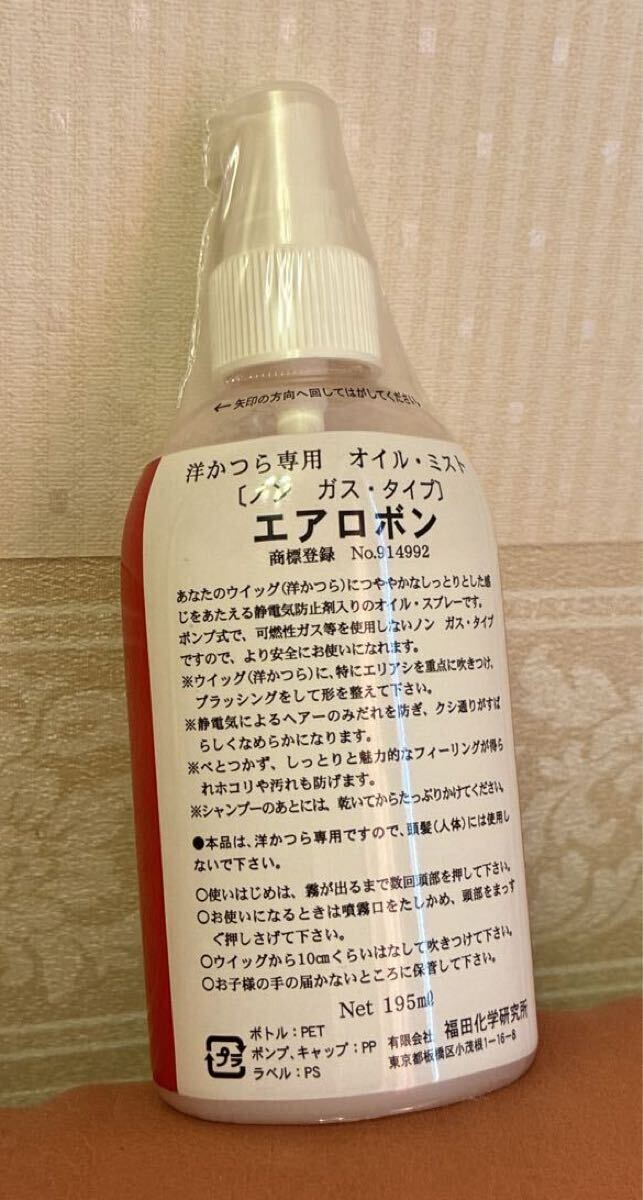 ← 矢印の方向へ回してはがしてください。
洋かつら専用 オイル・ミスト
〔ノン ガス・タイプ〕
エアロボン
商標登録 No.914992
あなたのウイッグ(洋かつら)につややかなしっとりとした感
じをあたえる静電気防止剤入りのオイル・スプレーです。
ポンプ式で、可燃性ガス等を使用しないノン ガス・タイプ
ですので、より安全にお使いになれます。
※ウイッグ(洋かつら)に、特にエリアシを重点に吹きつけ、
ブラッシングをして形を整えて下さい。
※静電気によるヘアーのみだれを防ぎ、クシ通りがすば
らしくなめらかになります。
※べとつかず、しっとりと魅力的なフィーリングが得ら
れホコリや汚れも防げます。
※シャンプーのあとには、乾いてからたっぷりかけてください。
●本品は、洋かつら専用ですので、頭髪(人体)には使用し
ないで下さい。
○使いはじめは、霧が出るまで数回頭部を押して下さい。
○お使いになるときは噴霧口をたしかめ、頭部をまっす
ぐ押しさげて下さい。
○ウイッグから10㎝くらいはなして吹きつけて下さい。
○お子様の手の届かないところに保管して下さい。
Net 195㎖
プラ
ボトル:PET
ポンプ、キャップ:PP
ラベル:PS
有限会社 福田化学研究所
東京都板橋区小茂根1-16-8